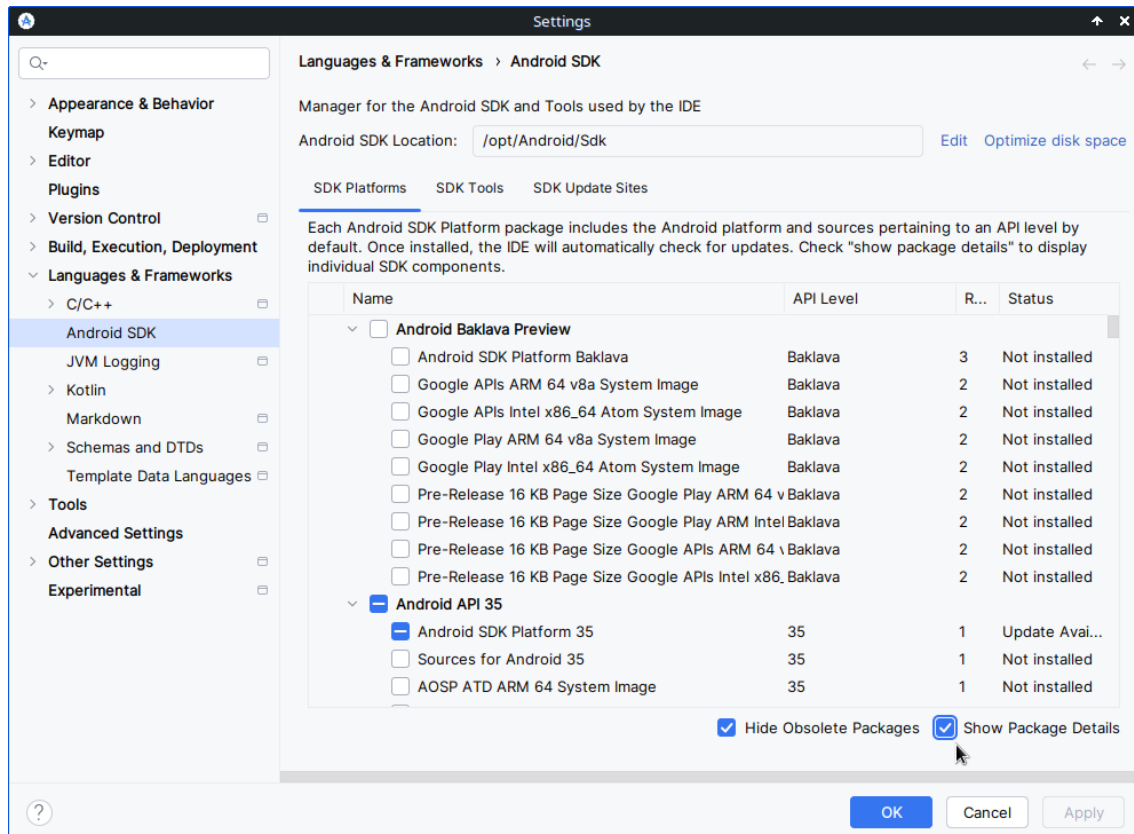 Settings
Languages & Frameworks › Android SDK
Manager for the Android SDK and Tools used by the IDE
Android SDK Location: /opt/Android/Sdk Edit Optimize disk space
Appearance & Behavior
Keymap
Editor
Plugins
Version Control
Build, Execution, Deployment
Languages & Frameworks
C/C++
Android SDK
JVM Logging
Kotlin
Markdown
Schemas and DTDs
Template Data Languages
Tools
Advanced Settings
Other Settings
Experimental
SDK Platforms SDK Tools SDK Update Sites
Each Android SDK Platform package includes the Android platform and sources pertaining to an API level by
default. Once installed, the IDE will automatically check for updates. Check "show package details" to display
individual SDK components.
Name API Level R... Status
Android Baklava Preview
Android SDK Platform Baklava Baklava 3 Not installed
Google APIs ARM 64 v8a System Image Baklava 2 Not installed
Google APIs Intel x86_64 Atom System Image Baklava 2 Not installed
Google Play ARM 64 v8a System Image Baklava 2 Not installed
Google Play Intel x86_64 Atom System Image Baklava 2 Not installed
Pre-Release 16 KB Page Size Google Play ARM 64 v Baklava 2 Not installed
Pre-Release 16 KB Page Size Google Play ARM Intel Baklava 2 Not installed
Pre-Release 16 KB Page Size Google APIs ARM 64 Baklava 2 Not installed
Pre-Release 16 KB Page Size Google APIs Intel x86_ Baklava 2 Not installed
Android API 35
Android SDK Platform 35 35 1 Update Avai...
Sources for Android 35 35 1 Not installed
AOSP ATD ARM 64 System Image 35 1 Not installed
Hide Obsolete Packages Show Package Details
? OK Cancel Apply